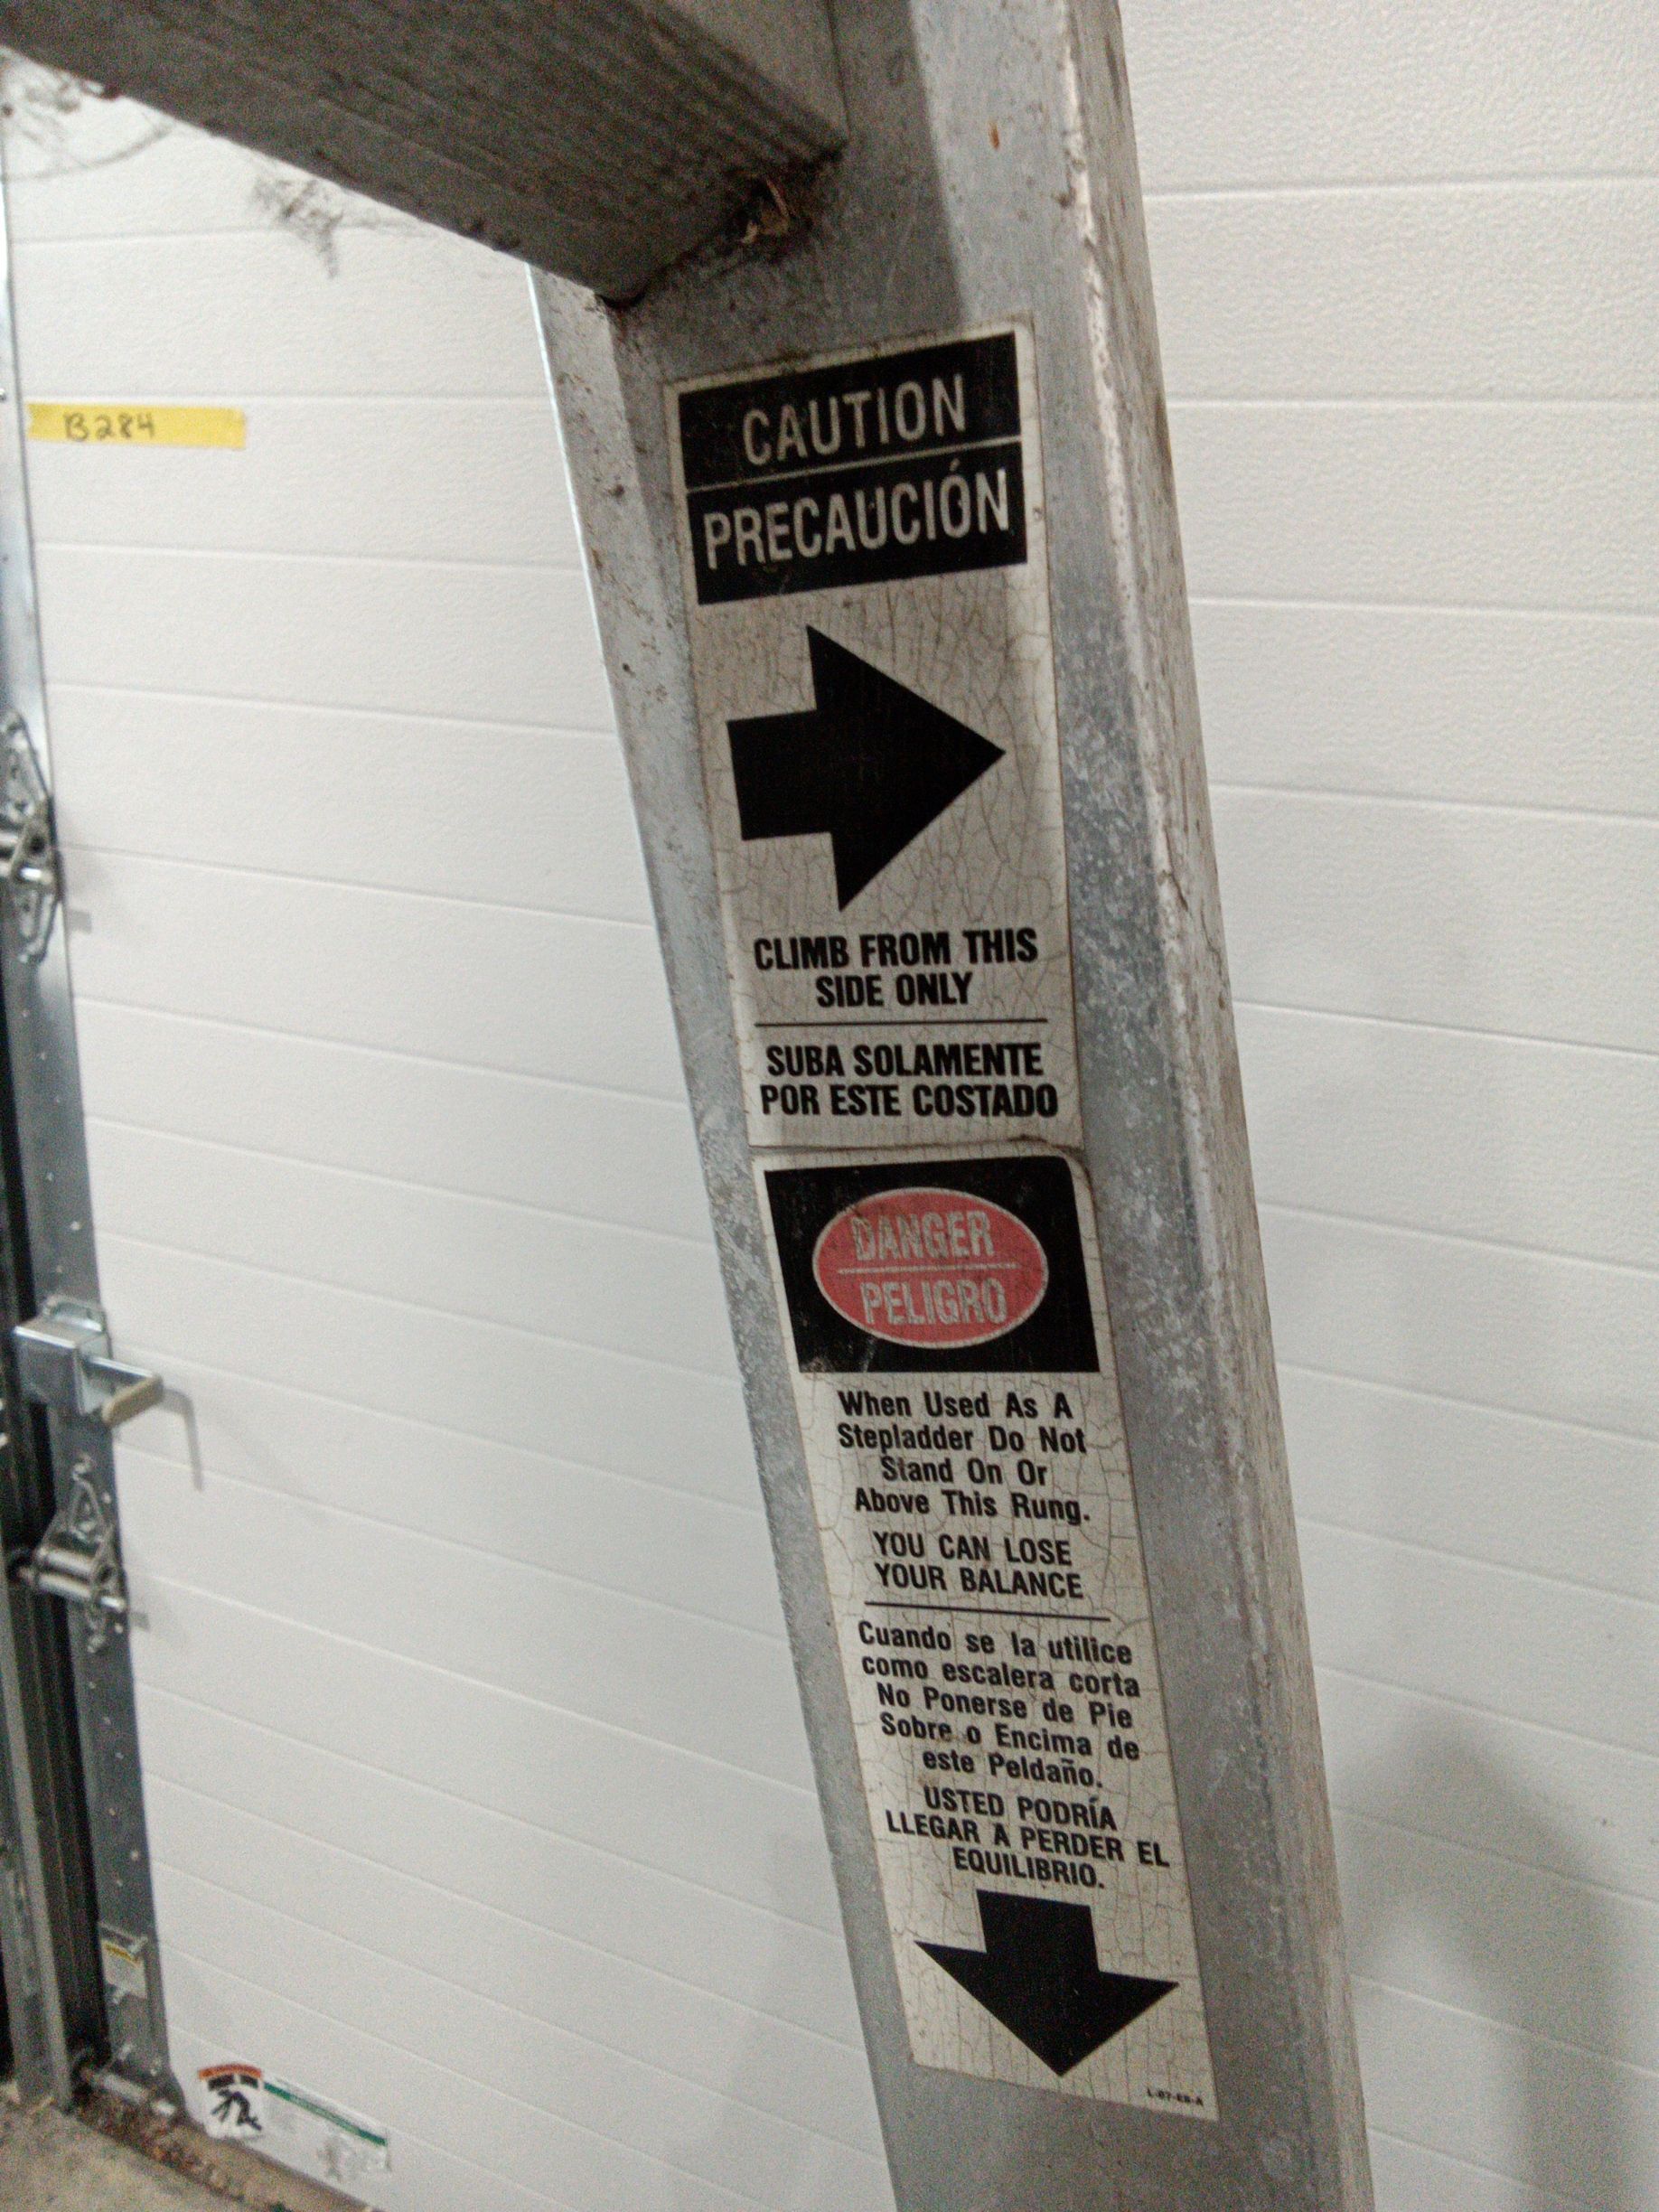 B284
CAUTION
PRECAUCIÓN
CLIMB FROM THIS
SIDE ONLY
SUBA SOLAMENTE
POR ESTE COSTADO
DANGER
PELIGRO
When Used As A
Stepladder Do Not
Stand On Or
Above This Rung.
YOU CAN LOSE
YOUR BALANCE
Cuando se la utilice
como escalera corta
No Ponerse de Pie
Sobre o Encima de
este Peldaño.
USTED PODRÍA
LLEGAR A PERDER EL
EQUILIBRIO.